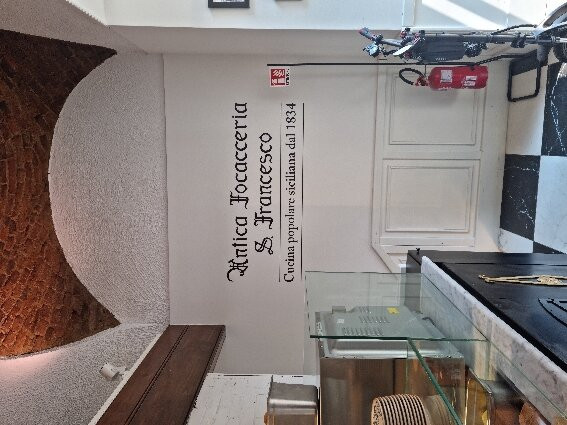 Antica Focacceria
S. Francesco
Cucina popolare siciliana dal 1834